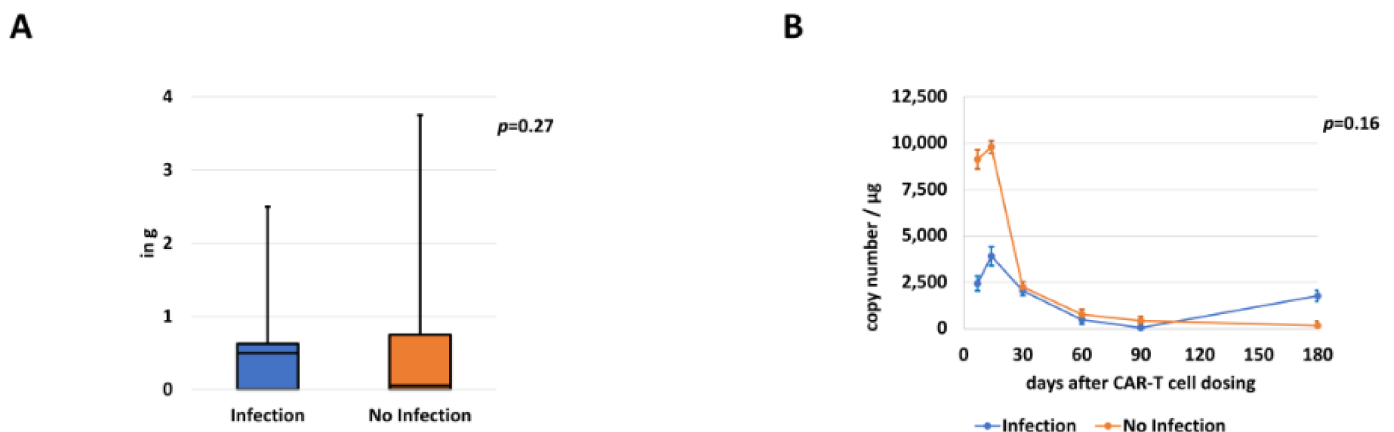 A
4
3
2
1
0
in g
p=0.27
Infection
No Infection
B
12,500
10,000
7,500
5,000
2,500
0
copy number / µg
p=0.16
0 30 60 90 120 150 180
days after CAR-T cell dosing
Infection No Infection